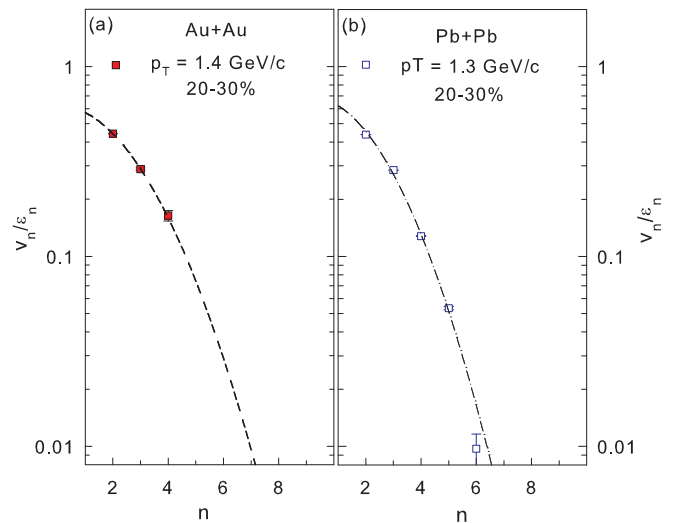 (a)
Au+Au
p_T = 1.4 GeV/c
20-30%
(b)
Pb+Pb
pT = 1.3 GeV/c
20-30%
1
0.1
0.01
v_n/ε_n
2 4 6 8
n
2 4 6 8 10
n
1
0.1
0.01
v_n/ε_n